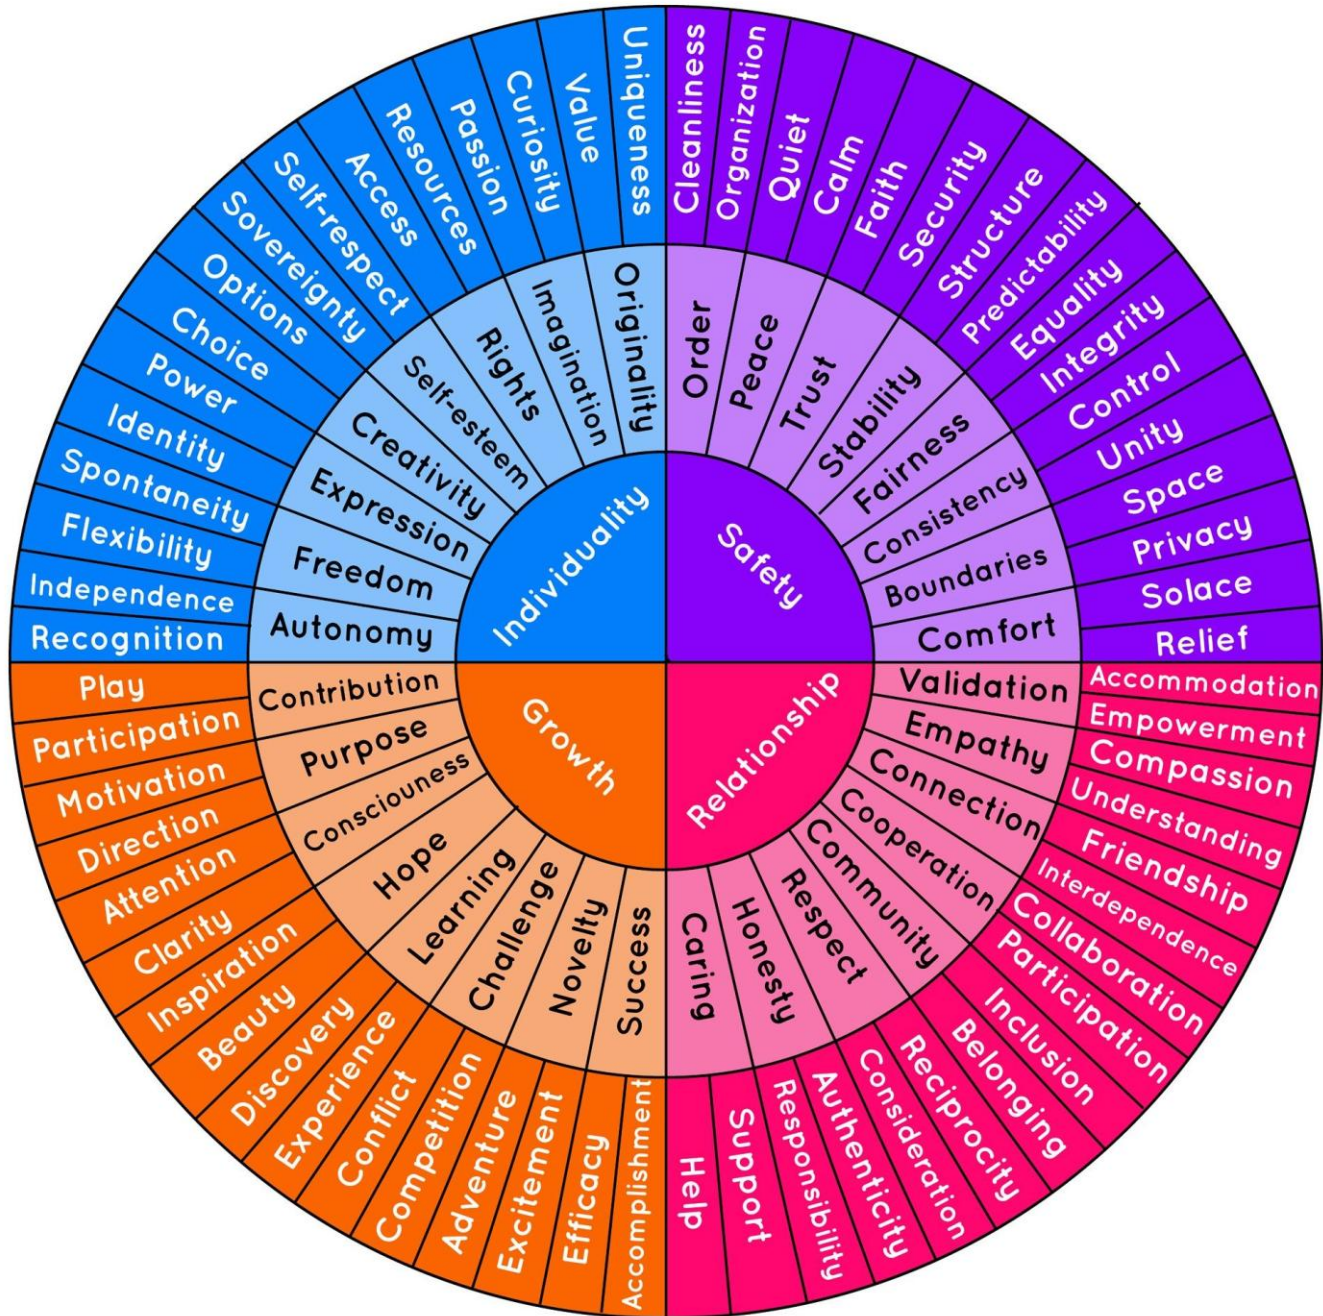 Individuality
Safety
Relationship
Growth
Order
Peace
Trust
Stability
Fairness
Consistency
Boundaries
Comfort
Validation
Empathy
Connection
Cooperation
Community
Respect
Honesty
Caring
Success
Novelty
Challenge
Learning
Hope
Consciouness
Purpose
Contribution
Autonomy
Freedom
Expression
Creativity
Self-esteem
Rights
Imagination
Originality
Cleanliness
Organization
Quiet
Calm
Faith
Security
Structure
Predictability
Equality
Integrity
Control
Unity
Space
Privacy
Solace
Relief
Accommodation
Empowerment
Compassion
Understanding
Friendship
Interdependence
Collaboration
Participation
Inclusion
Belonging
Reciprocity
Consideration
Authenticity
Responsibility
Support
Help
Accomplishment
Efficacy
Excitement
Adventure
Competition
Conflict
Experience
Discovery
Beauty
Inspiration
Clarity
Attention
Direction
Motivation
Participation
Play
Recognition
Independence
Flexibility
Spontaneity
Identity
Power
Choice
Options
Sovereignty
Self-respect
Access
Resources
Passion
Curiosity
Value
Uniqueness